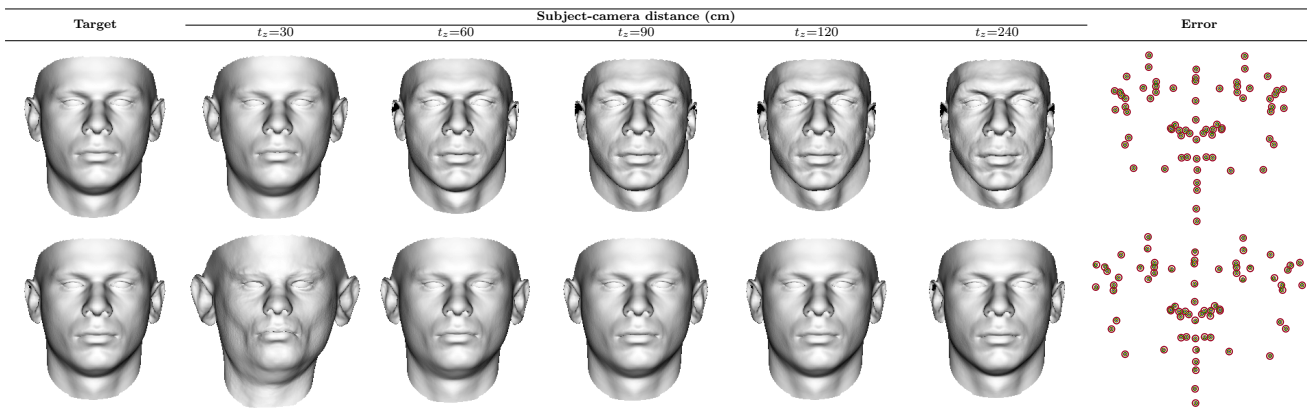 Target
Subject-camera distance (cm)
Error
t_z=30
t_z=60
t_z=90
t_z=120
t_z=240